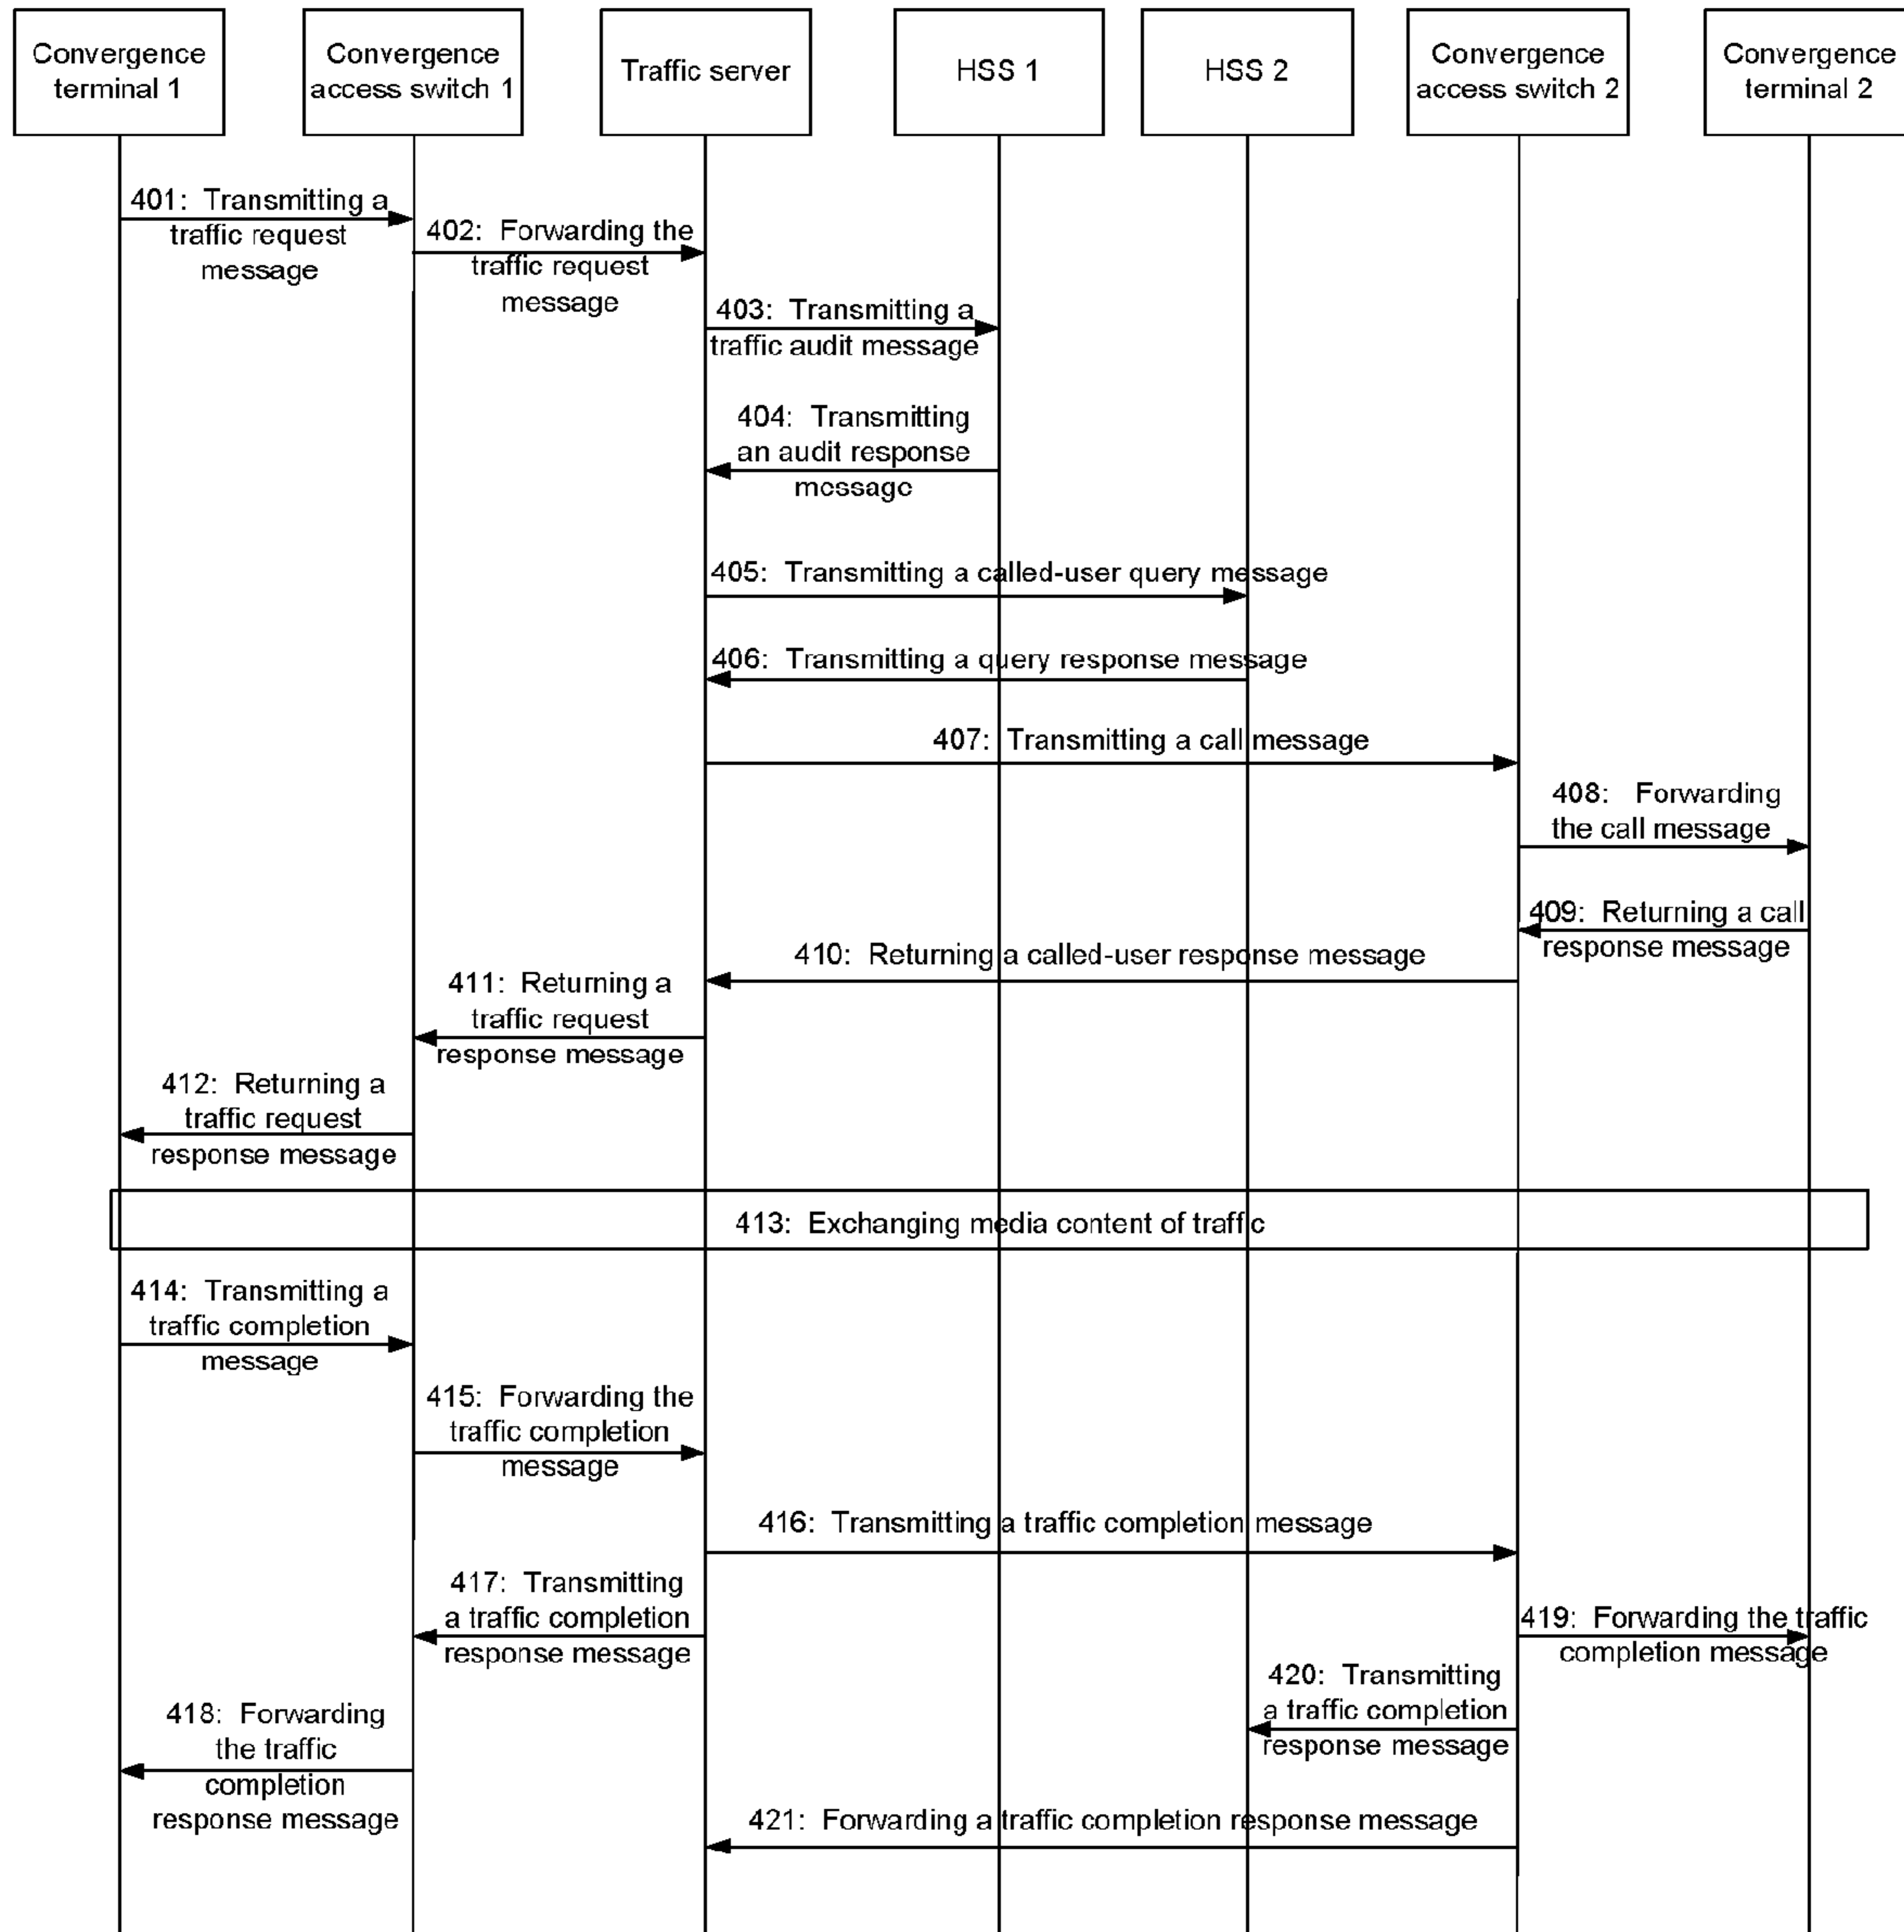 Convergence
terminal 1
Convergence
access switch 1
Traffic server
HSS 1
HSS 2
Convergence
access switch 2
Convergence
terminal 2
401: Transmitting a
traffic request
message
402: Forwarding the
traffic request
message
403: Transmitting a
traffic audit message
404: Transmitting
an audit response
message
405: Transmitting a called-user query message
406: Transmitting a query response message
407: Transmitting a call message
408: Forwarding
the call message
409: Returning a call
response message
410: Returning a called-user response message
411: Returning a
traffic request
response message
412: Returning a
traffic request
response message
413: Exchanging media content of traffic
414: Transmitting a
traffic completion
message
415: Forwarding the
traffic completion
message
416: Transmitting a traffic completion message
417: Transmitting
a traffic completion
response message
418: Forwarding
the traffic
completion
response message
419: Forwarding the traffic
completion message
420: Transmitting
a traffic completion
response message
421: Forwarding a traffic completion response message